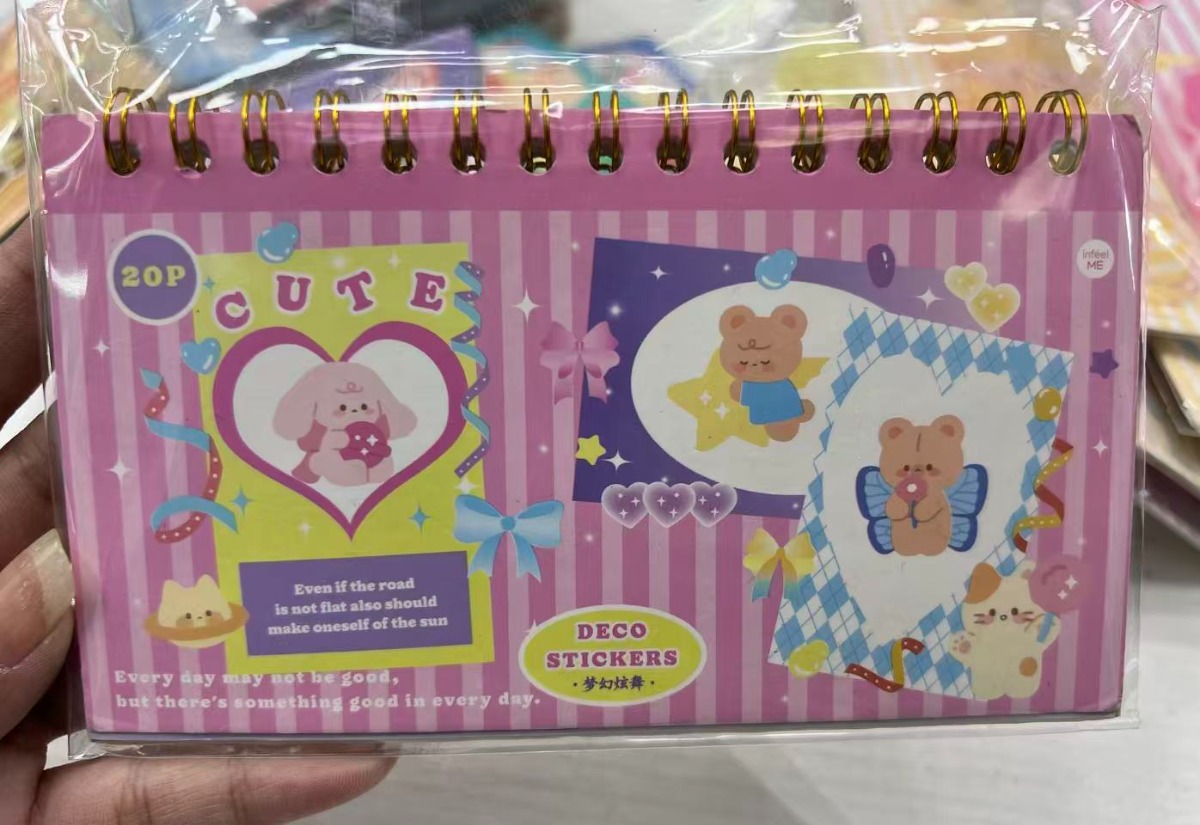 20P
CUTE
infeel
ME
Even if the road
is not flat also should
make oneself of the sun
DECO
STICKERS
·梦幻炫舞·
Every day may not be good,
but there's something good in every day.